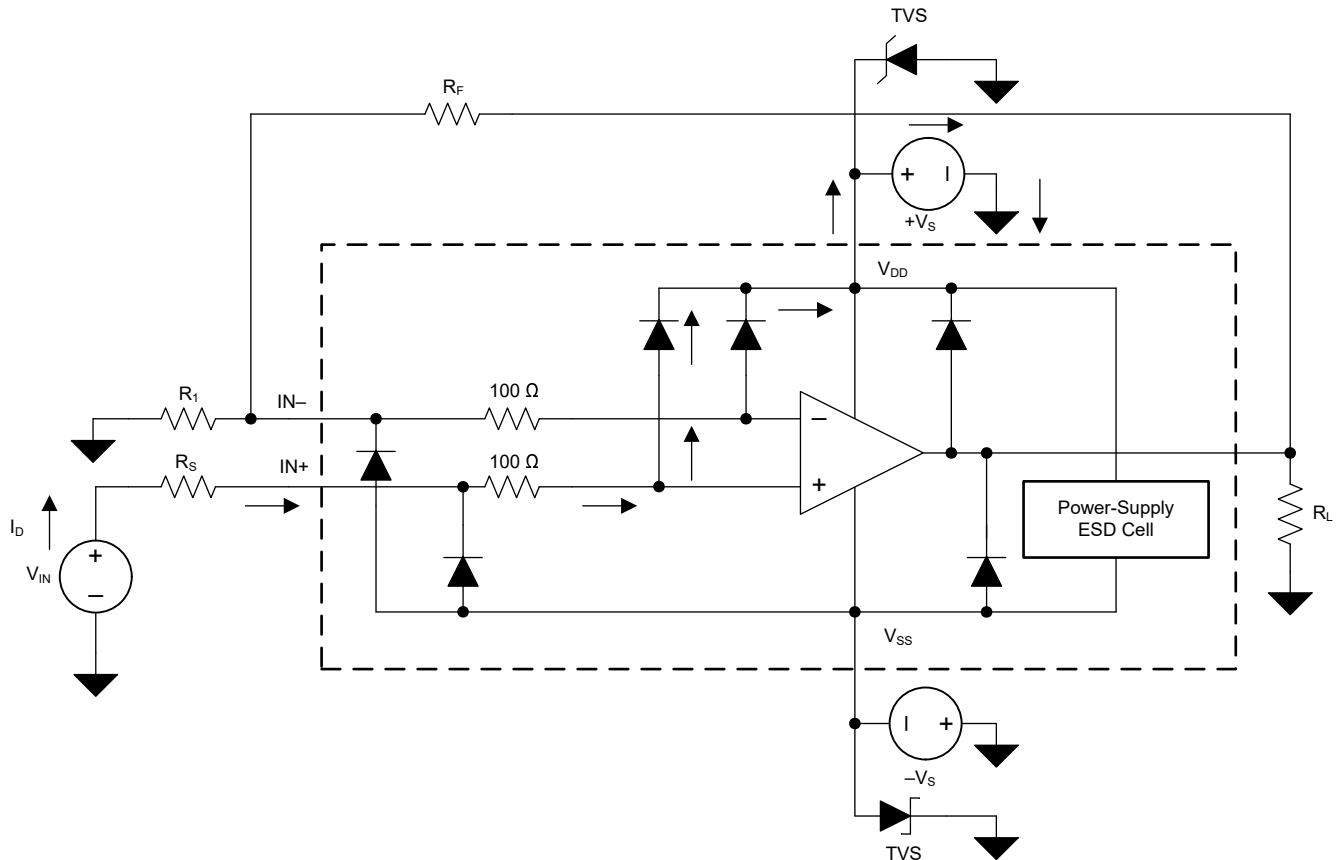 TVS
R_F
+ I
+V_S
V_DD
R_1
IN–
100 Ω
–
R_S
IN+
100 Ω
+
Power-Supply
ESD Cell
R_L
I_D
V_IN
+
–
V_SS
I +
–V_S
TVS